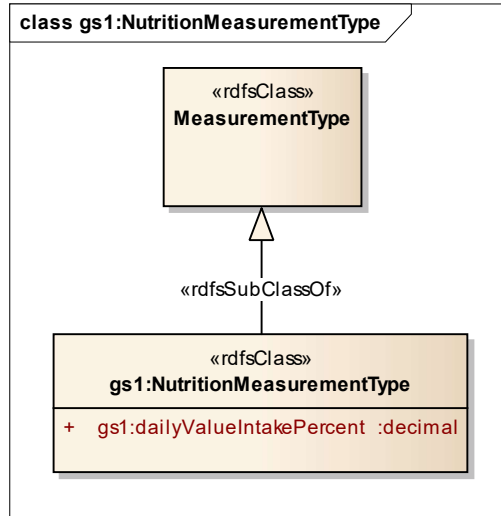 class gs1:NutritionMeasurementType
«rdfsClass»
MeasurementType
«rdfsSubClassOf»
«rdfsClass»
gs1:NutritionMeasurementType
+ gs1:dailyValueIntakePercent :decimal